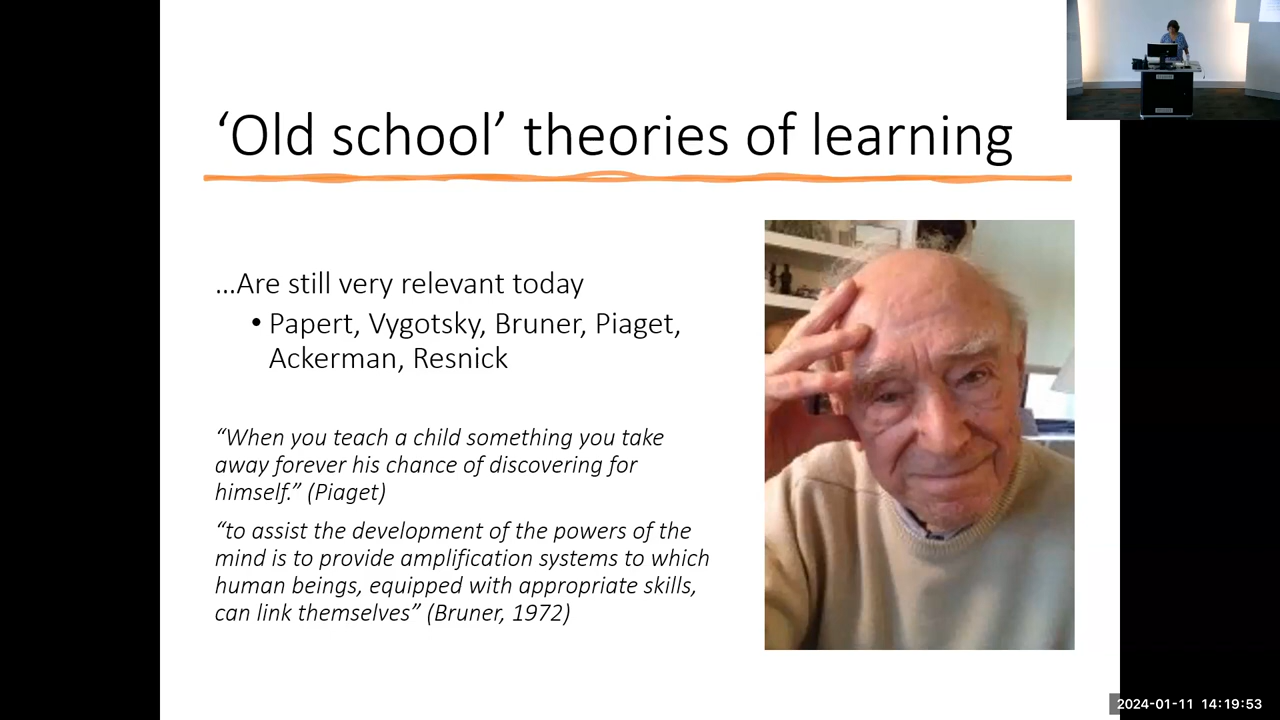 ‘Old school’ theories of learning
…Are still very relevant today
• Papert, Vygotsky, Bruner, Piaget,
Ackerman, Resnick
“When you teach a child something you take
away forever his chance of discovering for
himself.” (Piaget)
“to assist the development of the powers of the
mind is to provide amplification systems to which
human beings, equipped with appropriate skills,
can link themselves” (Bruner, 1972)
2024-01-11 14:19:53